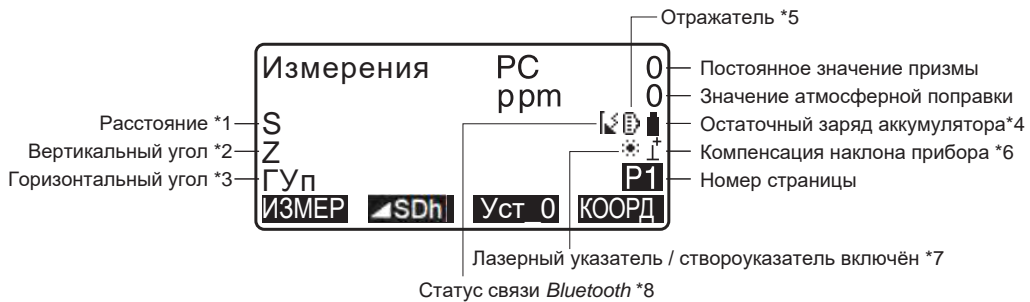 Отражатель *5
Измерения PC 0 Постоянное значение призмы
ppm 0 Значение атмосферной поправки
Расстояние *1 S Остаточный заряд аккумулятора*4
Вертикальный угол *2 Z Компенсация наклона прибора *6
Горизонтальный угол *3 ГУп P1 Номер страницы
ИЗМЕР ◢SDh Уст_0 КООРД
Лазерный указатель / створоуказатель включён *7
Статус связи Bluetooth *8